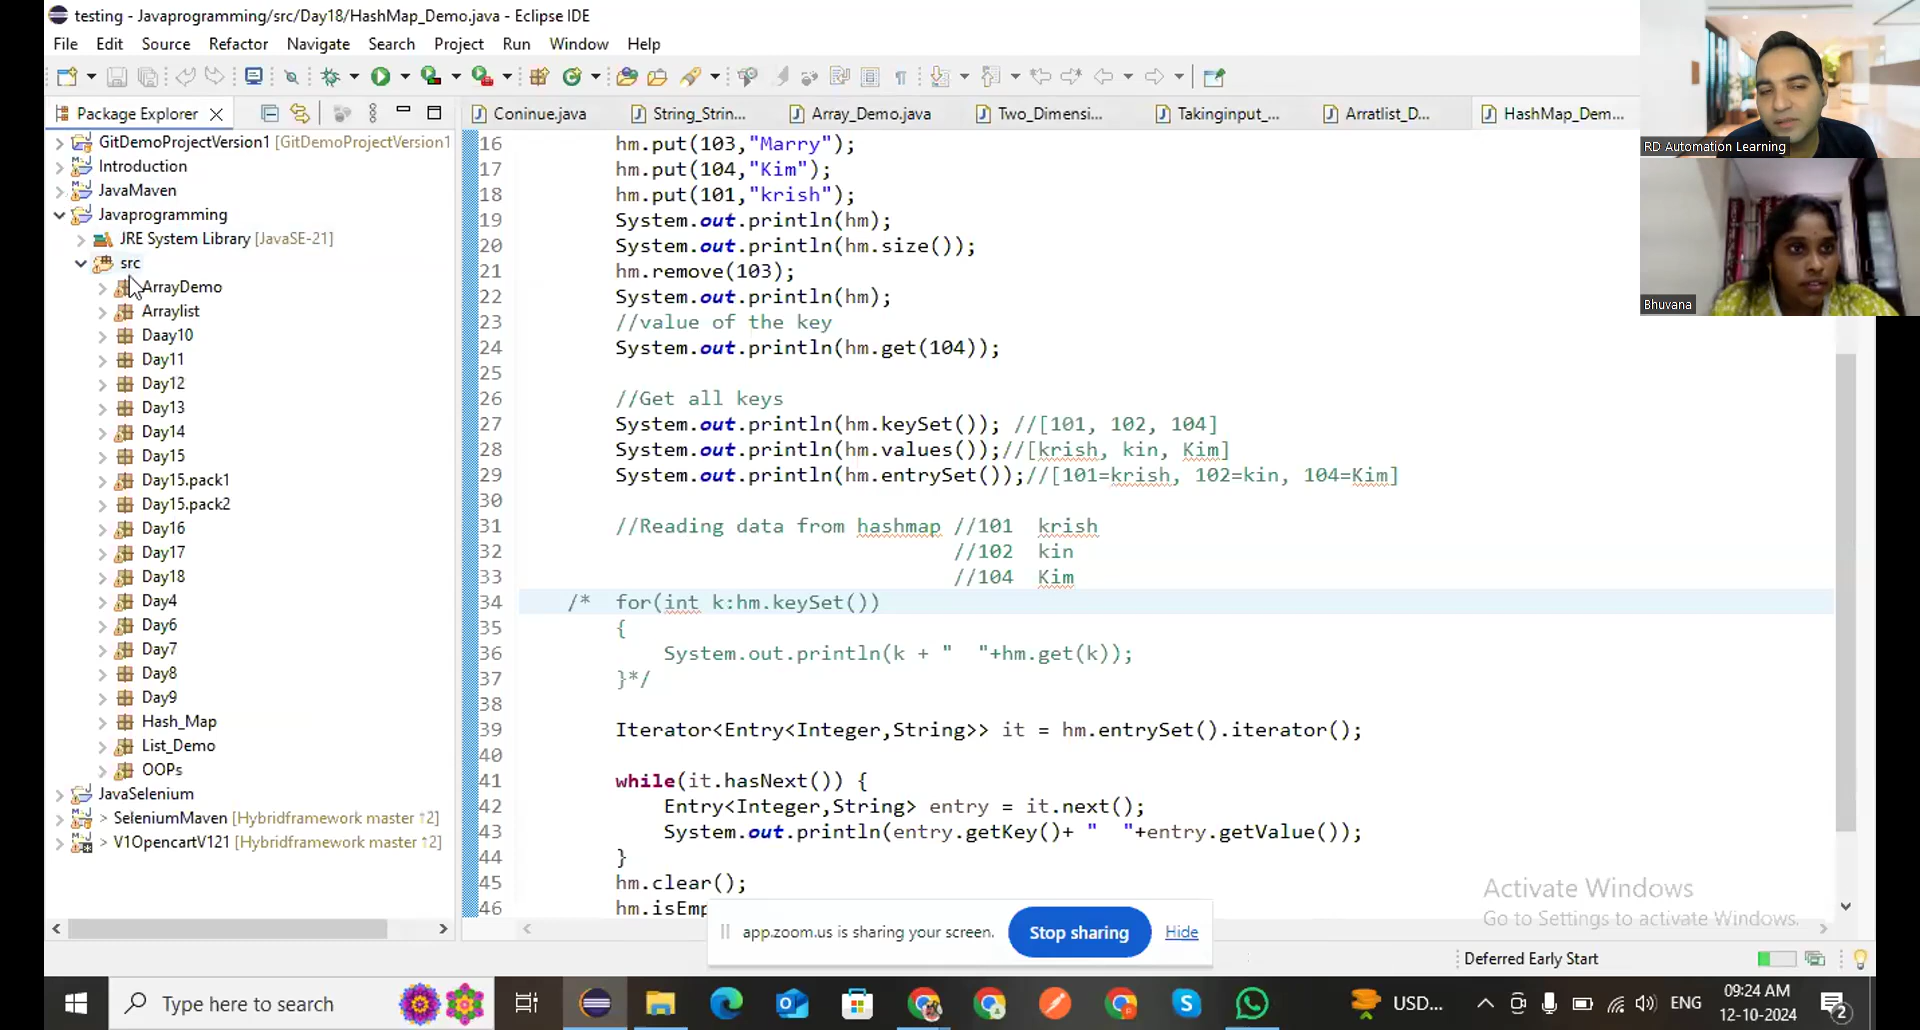 testing - Javaprogramming/src/Day18/HashMap_Demo.java - Eclipse IDE
File Edit Source Refactor Navigate Search Project Run Window Help
Package Explorer
Coninue.java String_Strin... Array_Demo.java Two_Dimensi... Takinginput_... Arratlist_D... HashMap_Dem...
GitDemoProjectVersion1 [GitDemoProjectVersion1
Introduction
JavaMaven
Javaprogramming
JRE System Library [JavaSE-21]
src
ArrayDemo
Arraylist
Daay10
Day11
Day12
Day13
Day14
Day15
Day15.pack1
Day15.pack2
Day16
Day17
Day18
Day4
Day6
Day7
Day8
Day9
Hash_Map
List_Demo
OOPs
JavaSelenium
> SeleniumMaven [Hybridframework master ↑2]
> V1OpencartV121 [Hybridframework master ↑2]
16 hm.put(103,"Marry");
17 hm.put(104,"Kim");
18 hm.put(101,"krish");
19 System.out.println(hm);
20 System.out.println(hm.size());
21 hm.remove(103);
22 System.out.println(hm);
23 //value of the key
24 System.out.println(hm.get(104));
25
26 //Get all keys
27 System.out.println(hm.keySet()); //[101, 102, 104]
28 System.out.println(hm.values());//[krish, kin, Kim]
29 System.out.println(hm.entrySet());//[101=krish, 102=kin, 104=Kim]
30
31 //Reading data from hashmap //101 krish
32 //102 kin
33 //104 Kim
34 /* for(int k:hm.keySet())
35 {
36 System.out.println(k + "  "+hm.get(k));
37 }*/
38
39 Iterator<Entry<Integer,String>> it = hm.entrySet().iterator();
40
41 while(it.hasNext()) {
42 Entry<Integer,String> entry = it.next();
43 System.out.println(entry.getKey()+ "  "+entry.getValue());
44 }
45 hm.clear();
46 hm.isEmp
RD Automation Learning
Bhuvana
Activate Windows
Go to Settings to activate Windows.
app.zoom.us is sharing your screen. Stop sharing Hide
Deferred Early Start
Type here to search
USD...
ENG
09:24 AM
12-10-2024
2